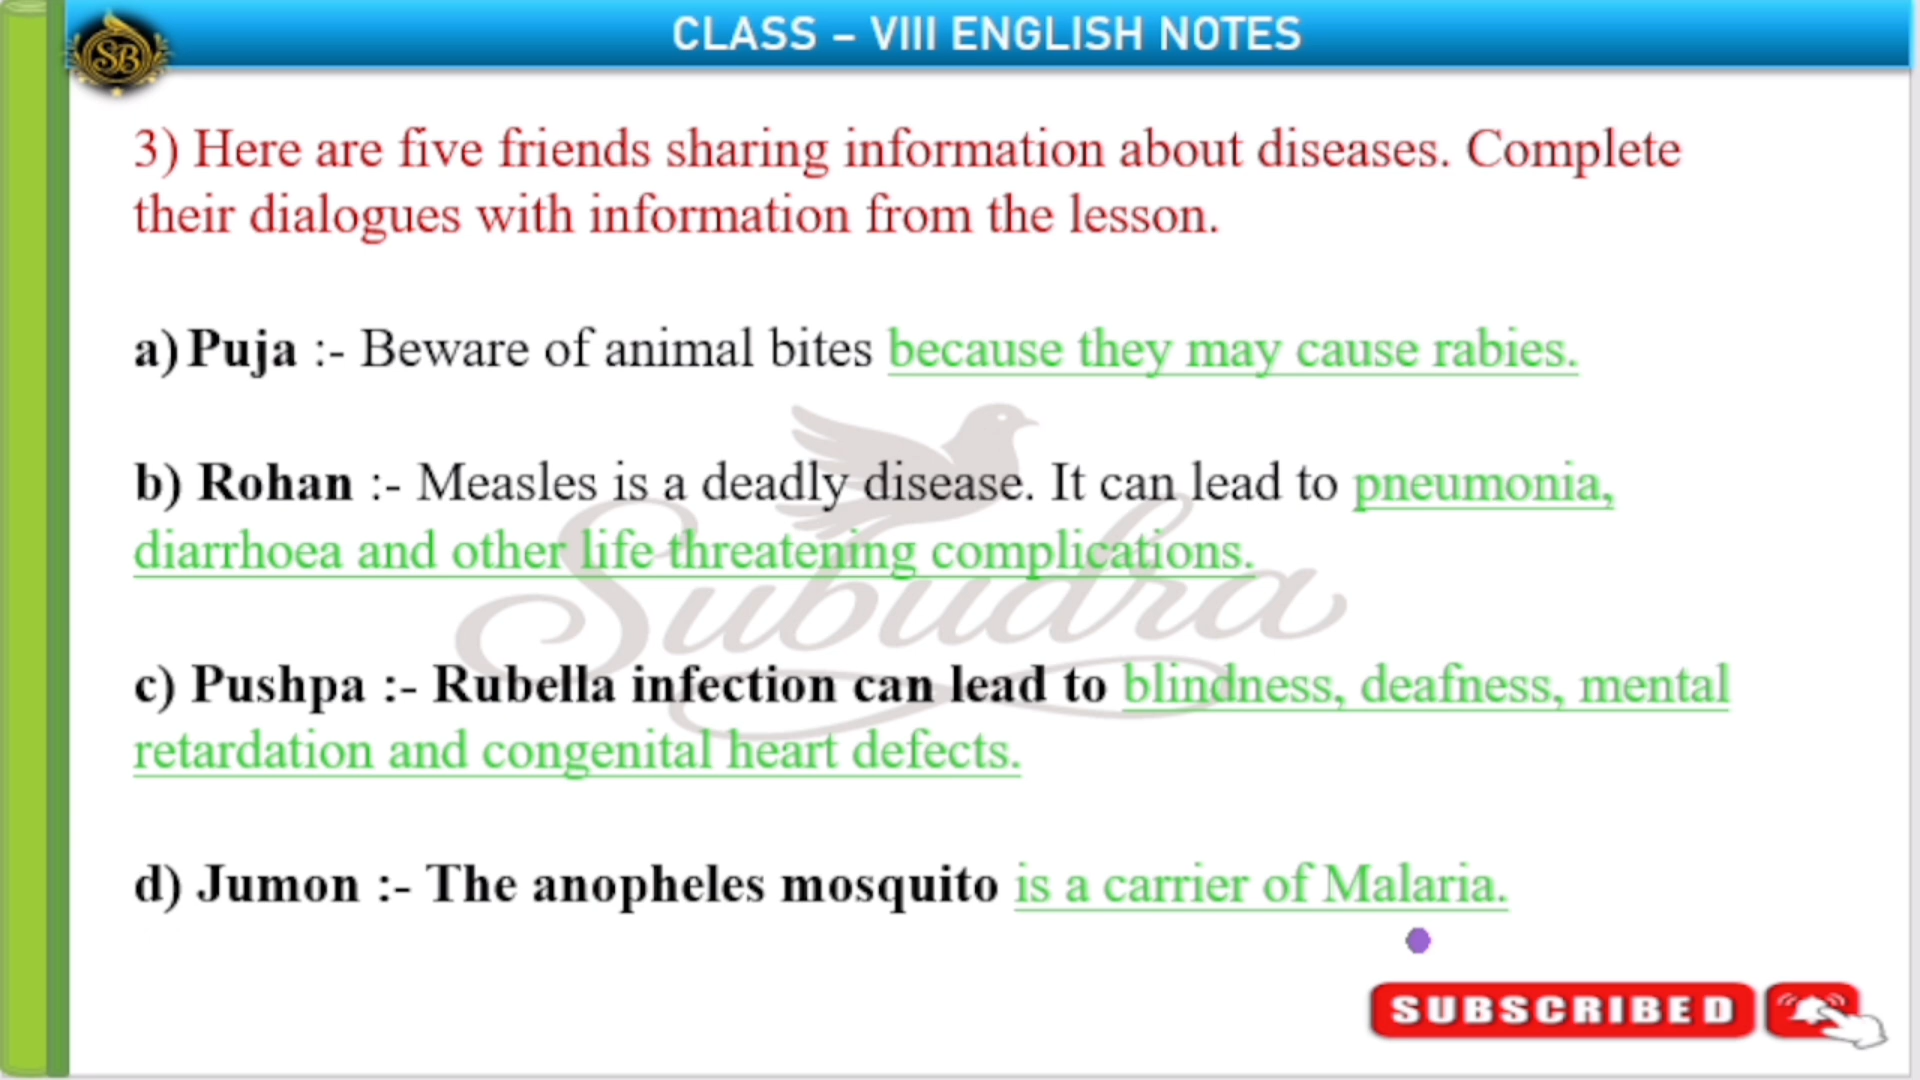 SB
CLASS – VIII ENGLISH NOTES
3) Here are five friends sharing information about diseases. Complete
their dialogues with information from the lesson.
a) Puja :- Beware of animal bites because they may cause rabies.
b) Rohan :- Measles is a deadly disease. It can lead to pneumonia,
diarrhoea and other life threatening complications.
Subudra
c) Pushpa :- Rubella infection can lead to blindness, deafness, mental
retardation and congenital heart defects.
d) Jumon :- The anopheles mosquito is a carrier of Malaria.
SUBSCRIBED